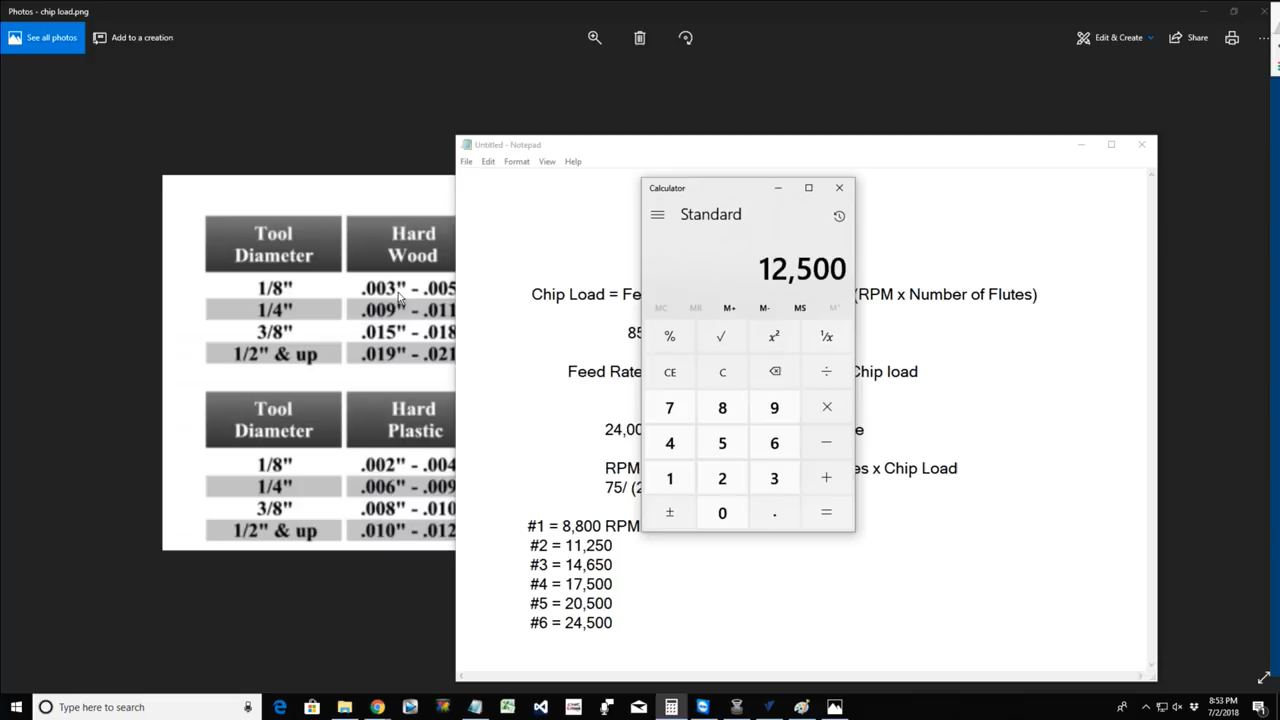 Photos - chip load.png
See all photos
Add to a creation
Edit & Create
Share
Untitled - Notepad
File Edit Format View Help
Tool Diameter
Hard Wood
1/8" .003" - .005
1/4" .009" - .011
3/8" .015" - .018
1/2" & up .019" - .021
Tool Diameter
Hard Plastic
1/8" .002" - .004
1/4" .006" - .009
3/8" .008" - .010
1/2" & up .010" - .012
Chip Load = Fe
(RPM x Number of Flutes)
85
Feed Rate
Chip load
24,00
e
RPM
es x Chip Load
75/ (2
#1 = 8,800 RPM
#2 = 11,250
#3 = 14,650
#4 = 17,500
#5 = 20,500
#6 = 24,500
Calculator
Standard
12,500
MC MR M+ M- MS M˅
% √ x² ¹/x
CE C ÷
7 8 9 ×
4 5 6 −
1 2 3 +
± 0 . =
Type here to search
8:53 PM
7/2/2018